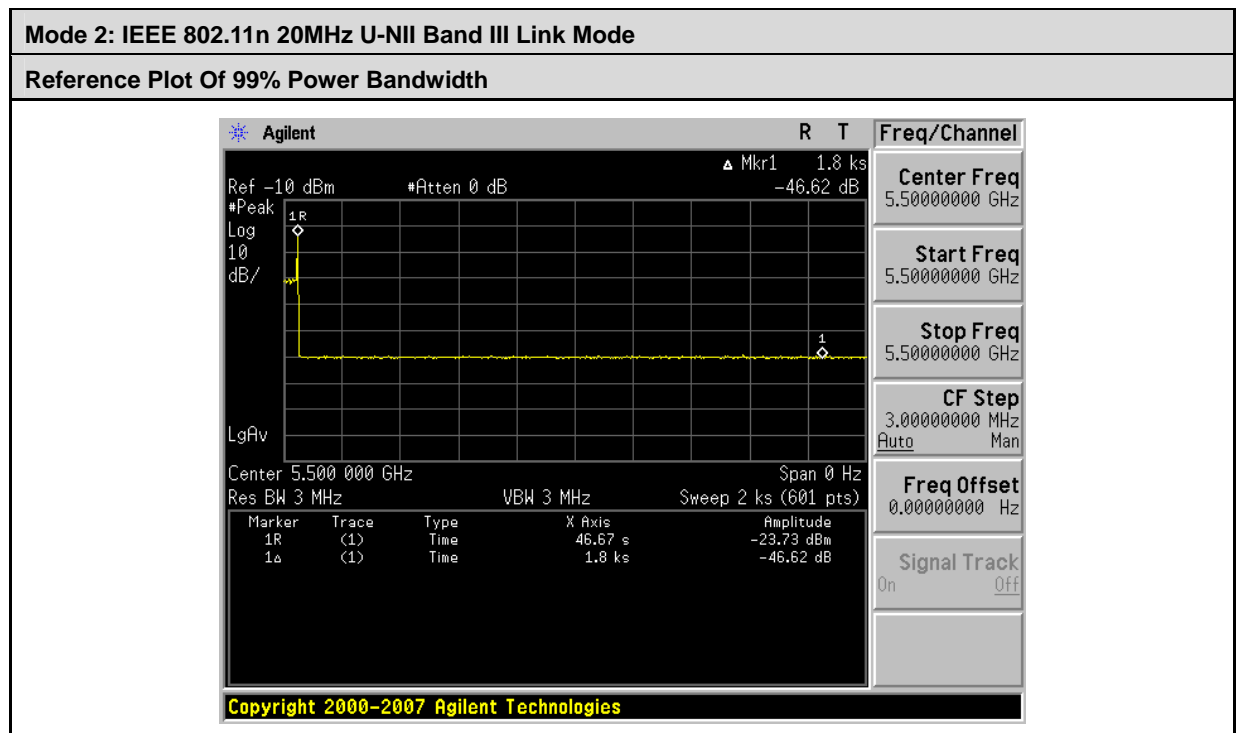 Mode 2: IEEE 802.11n 20MHz U-NII Band III Link Mode
Reference Plot Of 99% Power Bandwidth
Agilent R T Freq/Channel
Δ Mkr1 1.8 ks
Ref -10 dBm #Atten 0 dB -46.62 dB
#Peak
Log
10
dB/
1R
1
LgAv
Center 5.500 000 GHz Span 0 Hz
Res BW 3 MHz VBW 3 MHz Sweep 2 ks (601 pts)
Marker Trace Type X Axis Amplitude
1R (1) Time 46.67 s -23.73 dBm
1Δ (1) Time 1.8 ks -46.62 dB
Center Freq
5.50000000 GHz
Start Freq
5.50000000 GHz
Stop Freq
5.50000000 GHz
CF Step
3.00000000 MHz
Auto Man
Freq Offset
0.00000000 Hz
Signal Track
On Off
Copyright 2000-2007 Agilent Technologies